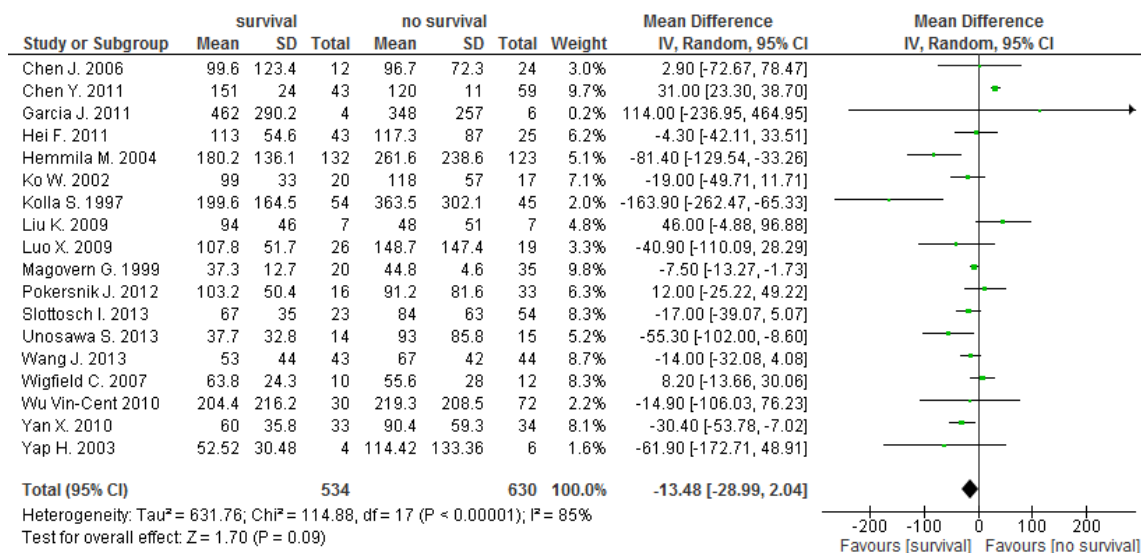 survival no survival Mean Difference Mean Difference
Study or Subgroup Mean SD Total Mean SD Total Weight IV, Random, 95% CI IV, Random, 95% CI
Chen J. 2006 99.6 123.4 12 96.7 72.3 24 3.0% 2.90 [-72.67, 78.47]
Chen Y. 2011 151 24 43 120 11 59 9.7% 31.00 [23.30, 38.70]
Garcia J. 2011 462 290.2 4 348 257 6 0.2% 114.00 [-236.95, 464.95]
Hei F. 2011 113 54.6 43 117.3 87 25 6.2% -4.30 [-42.11, 33.51]
Hemmila M. 2004 180.2 136.1 132 261.6 238.6 123 5.1% -81.40 [-129.54, -33.26]
Ko W. 2002 99 33 20 118 57 17 7.1% -19.00 [-49.71, 11.71]
Kolla S. 1997 199.6 164.5 54 363.5 302.1 45 2.0% -163.90 [-262.47, -65.33]
Liu K. 2009 94 46 7 48 51 7 4.8% 46.00 [-4.88, 96.88]
Luo X. 2009 107.8 51.7 26 148.7 147.4 19 3.3% -40.90 [-110.09, 28.29]
Magovern G. 1999 37.3 12.7 20 44.8 4.6 35 9.8% -7.50 [-13.27, -1.73]
Pokersnik J. 2012 103.2 50.4 16 91.2 81.6 33 6.3% 12.00 [-25.22, 49.22]
Slottosch I. 2013 67 35 23 84 63 54 8.3% -17.00 [-39.07, 5.07]
Unosawa S. 2013 37.7 32.8 14 93 85.8 15 5.2% -55.30 [-102.00, -8.60]
Wang J. 2013 53 44 43 67 42 44 8.8% -14.00 [-32.08, 4.08]
Wigfield C. 2007 63.8 24.3 10 55.6 28 12 8.3% 8.20 [-13.66, 30.06]
Wu Vin-Cent 2010 204.4 216.2 30 219.3 208.5 72 2.2% -14.90 [-106.03, 76.23]
Yan X. 2010 60 35.8 33 90.4 59.3 34 8.1% -30.40 [-53.78, -7.02]
Yap H. 2003 52.52 30.48 4 114.42 133.36 6 1.6% -61.90 [-172.71, 48.91]
Total (95% CI) 534 630 100.0% -13.48 [-28.99, 2.04]
Heterogeneity: Tau² = 631.76; Chi² = 114.88, df = 17 (P < 0.00001); I² = 85%
Test for overall effect: Z = 1.70 (P = 0.09)
-200 -100 0 100 200
Favours [survival] Favours [no survival]